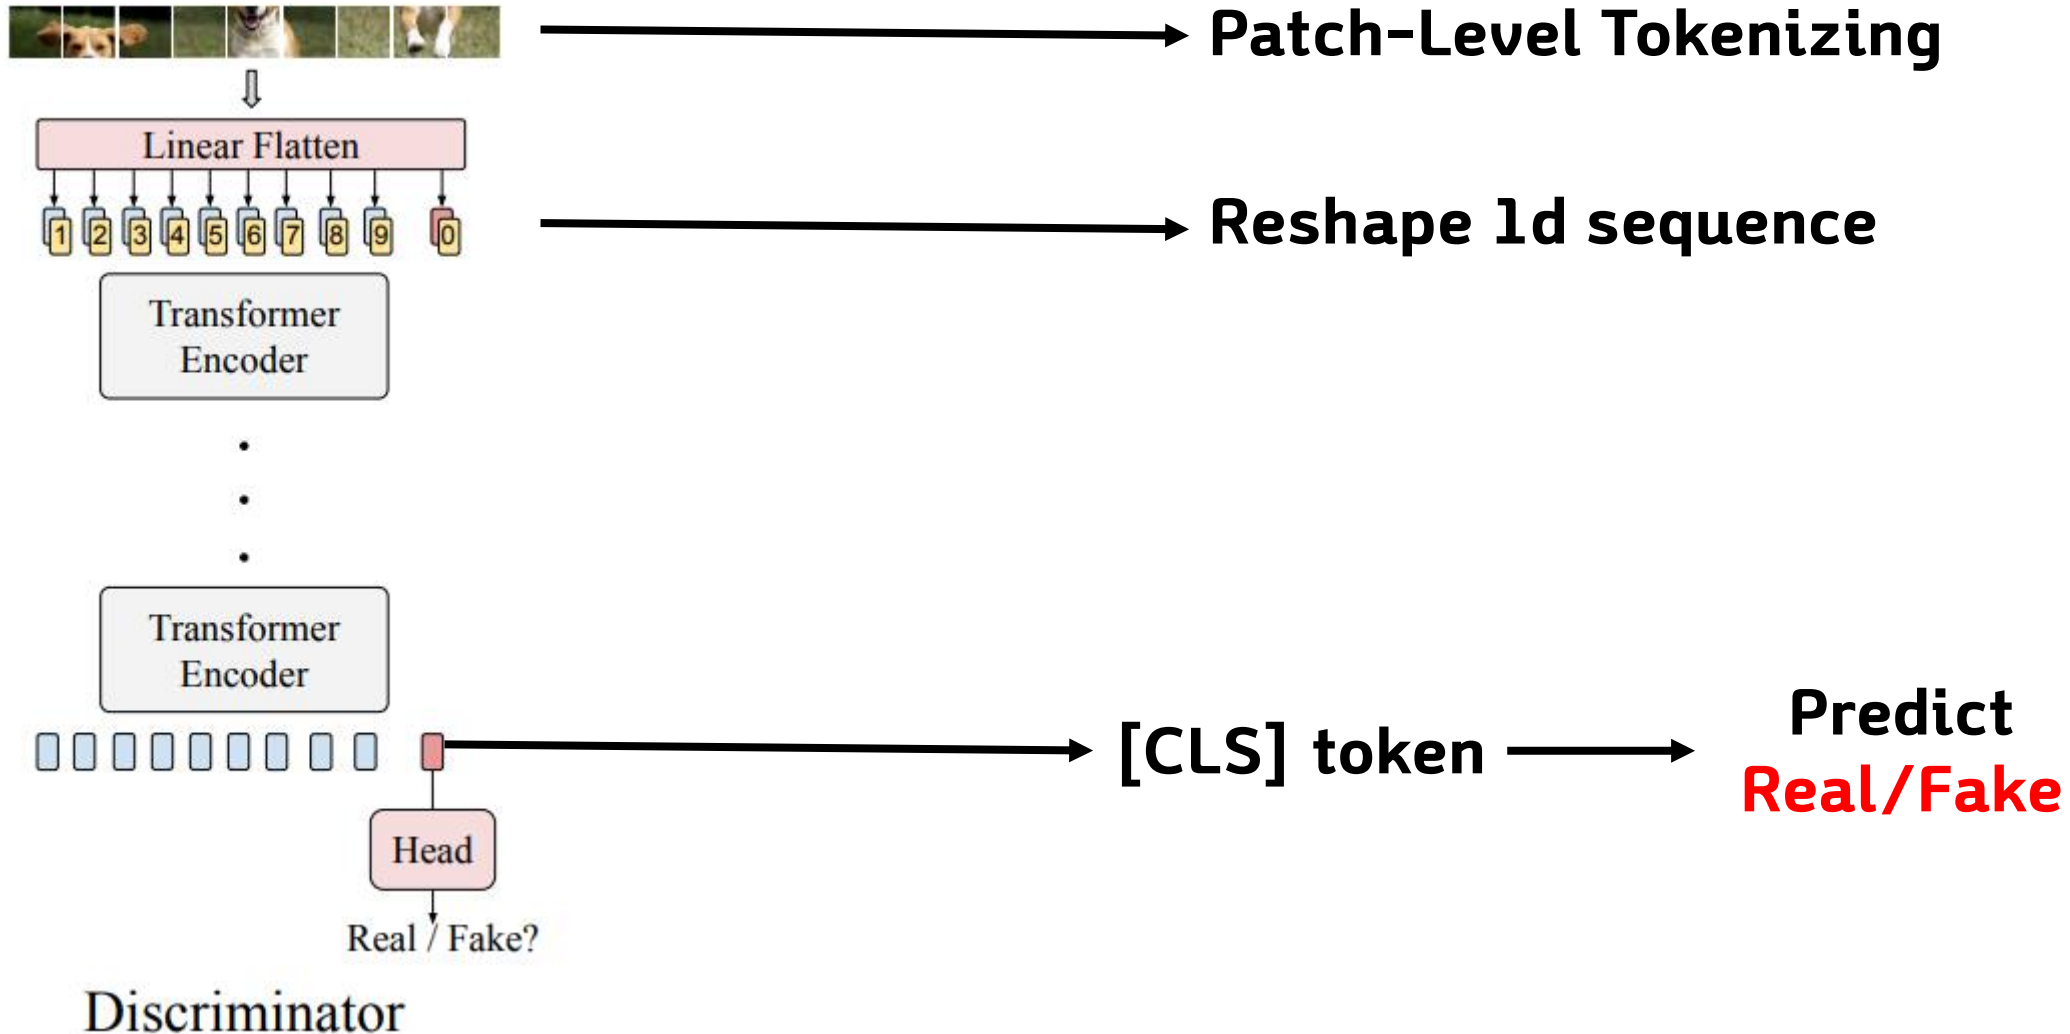 Patch-Level Tokenizing
Linear Flatten
1 2 3 4 5 6 7 8 9 0
Reshape 1d sequence
Transformer
Encoder
Transformer
Encoder
[CLS] token
Predict
Real/Fake
Head
Real / Fake?
Discriminator